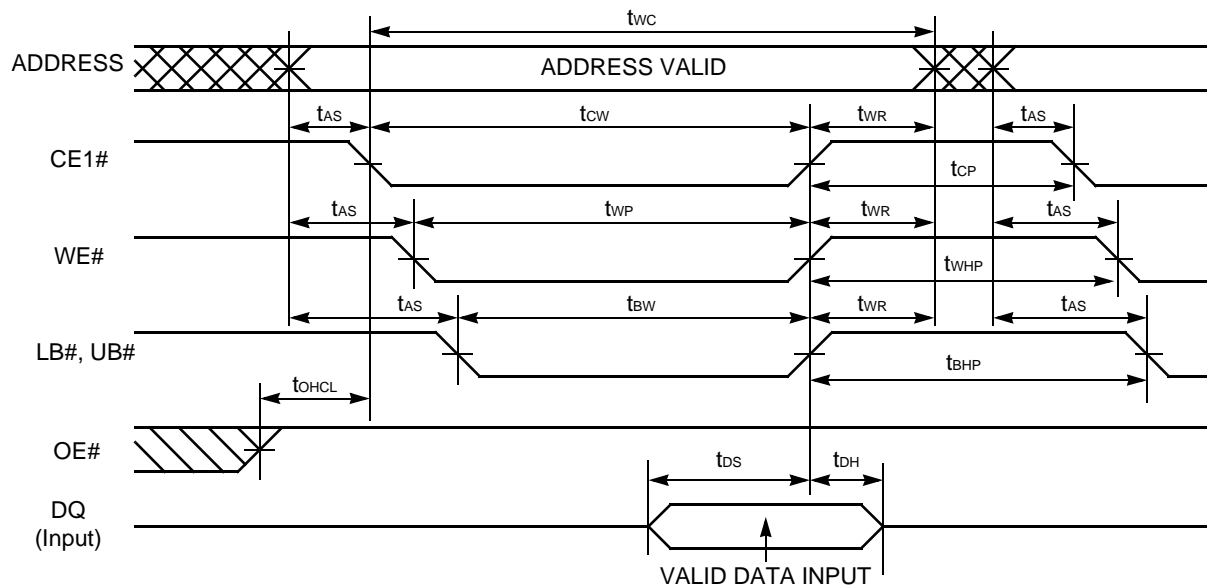 tWC
ADDRESS
ADDRESS VALID
tAS
tCW
tWR
tAS
CE1#
tCP
tAS
tWP
tWR
tAS
WE#
tWHP
tAS
tBW
tWR
tAS
LB#, UB#
tBHP
tOHCL
OE#
tDS
tDH
DQ
(Input)
VALID DATA INPUT